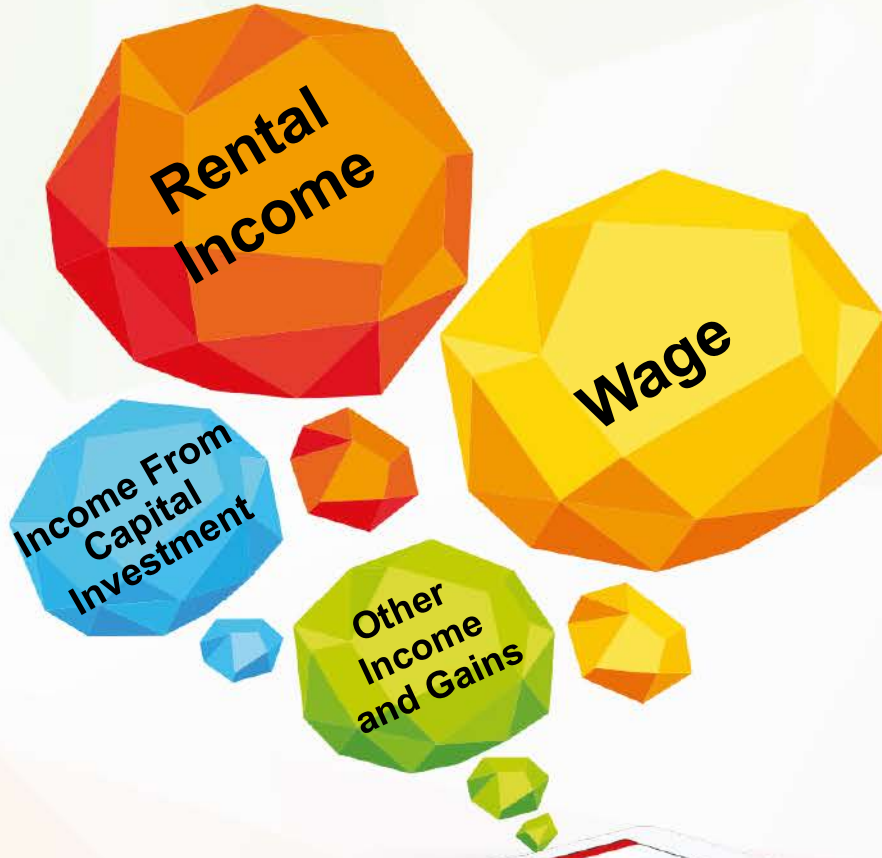 Rental
Income
Wage
Income From
Capital
Investment
Other
Income
and Gains